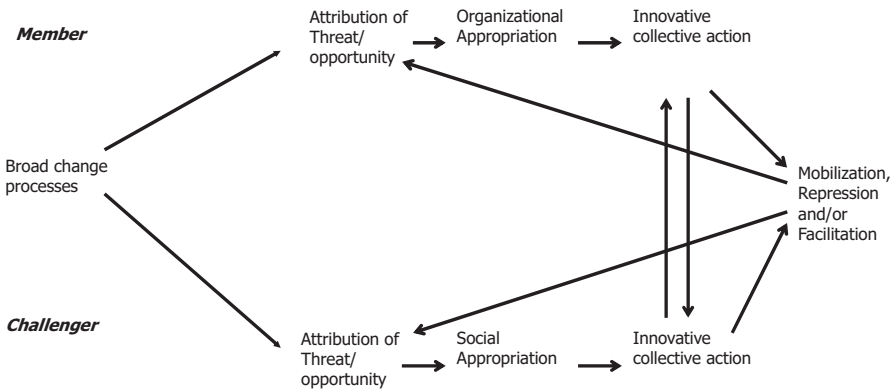 Member
Attribution of
Threat/
opportunity
Organizational
Appropriation
Innovative
collective action
Broad change
processes
Mobilization,
Repression
and/or
Facilitation
Challenger
Attribution of
Threat/
opportunity
Social
Appropriation
Innovative
collective action